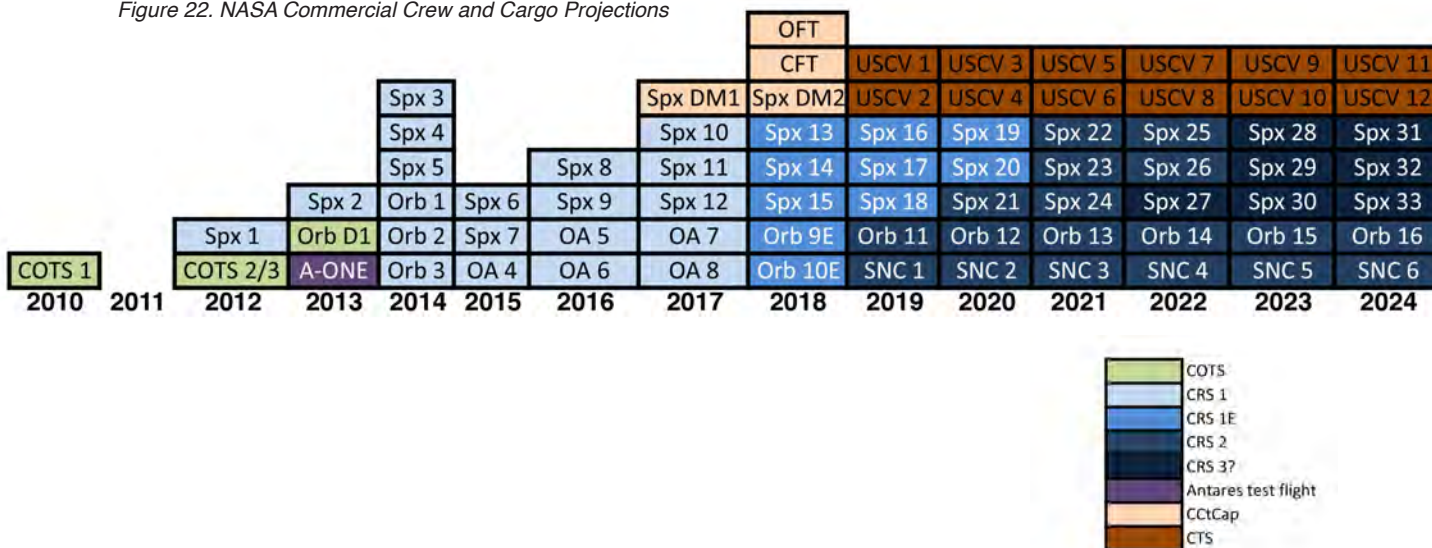 Figure 22. NASA Commercial Crew and Cargo Projections
OFT
CFT USCV 1 USCV 3 USCV 5 USCV 7 USCV 9 USCV 11
Spx 3 Spx DM1 Spx DM2 USCV 2 USCV 4 USCV 6 USCV 8 USCV 10 USCV 12
Spx 4 Spx 10 Spx 13 Spx 16 Spx 19 Spx 22 Spx 25 Spx 28 Spx 31
Spx 5 Spx 8 Spx 11 Spx 14 Spx 17 Spx 20 Spx 23 Spx 26 Spx 29 Spx 32
Spx 2 Orb 1 Spx 6 Spx 9 Spx 12 Spx 15 Spx 18 Spx 21 Spx 24 Spx 27 Spx 30 Spx 33
Spx 1 Orb D1 Orb 2 Spx 7 OA 5 OA 7 Orb 9E Orb 11 Orb 12 Orb 13 Orb 14 Orb 15 Orb 16
COTS 1 COTS 2/3 A-ONE Orb 3 OA 4 OA 6 OA 8 Orb 10E SNC 1 SNC 2 SNC 3 SNC 4 SNC 5 SNC 6
2010 2011 2012 2013 2014 2015 2016 2017 2018 2019 2020 2021 2022 2023 2024
COTS
CRS 1
CRS 1E
CRS 2
CRS 3?
Antares test flight
CCtCap
CTS